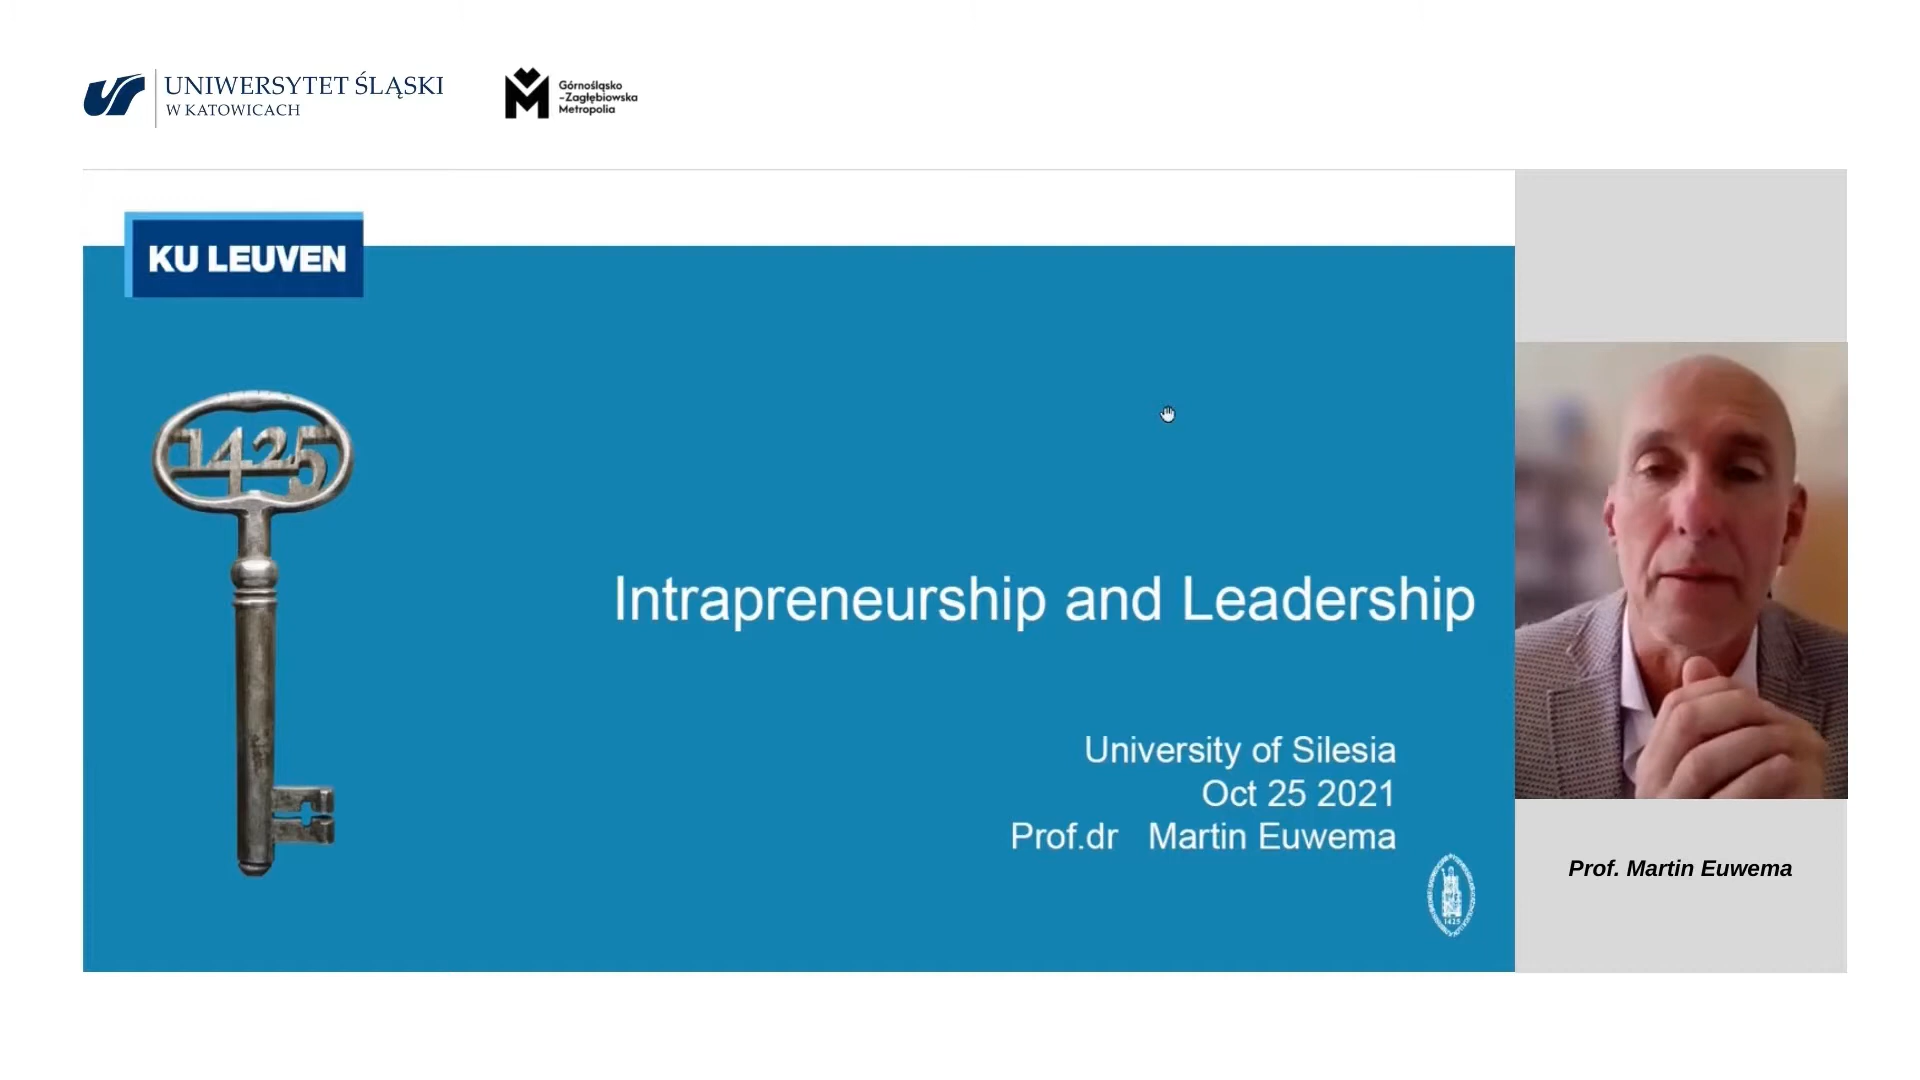 UNIWERSYTET ŚLĄSKI
W KATOWICACH
Górnośląsko
-Zagłębiowska
Metropolia
KU LEUVEN
1425
Intrapreneurship and Leadership
University of Silesia
Oct 25 2021
Prof.dr Martin Euwema
1425
Prof. Martin Euwema